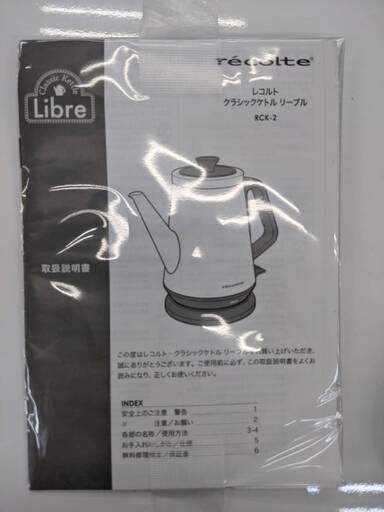 Classic Kettle
Libre
取扱説明書
récolte®
レコルト
クラシックケトル リーブル
RCK-2
récolte
この度はレコルト・クラシックケトル リーブルをお買い上げいただき、
誠にありがとうございます。ご使用前に必ず、この取扱説明書をよくお
読みになり、正しくお使いください。
INDEX
安全上のご注意 警告 1
〃 注意／お願い 2
各部の名称／使用方法 3-4
お手入れ／仕様 5
無料修理規定／保証書 6